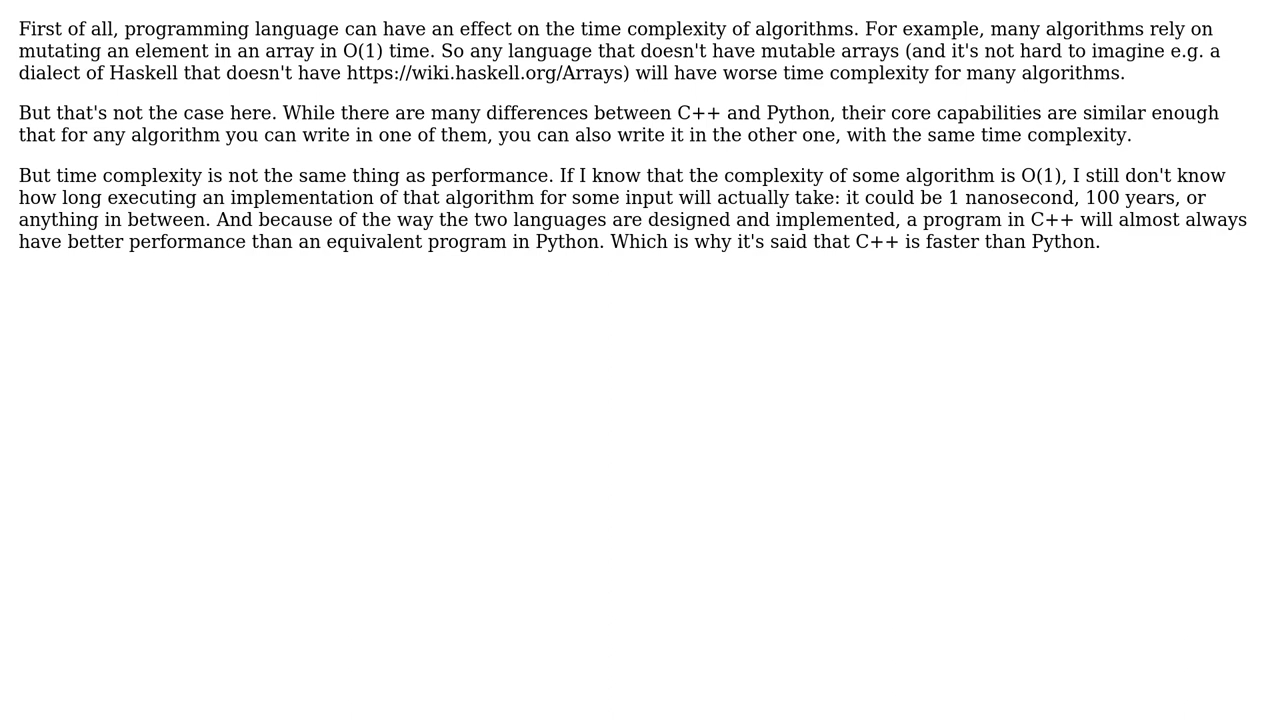 First of all, programming language can have an effect on the time complexity of algorithms. For example, many algorithms rely on
mutating an element in an array in O(1) time. So any language that doesn't have mutable arrays (and it's not hard to imagine e.g. a
dialect of Haskell that doesn't have https://wiki.haskell.org/Arrays) will have worse time complexity for many algorithms.
But that's not the case here. While there are many differences between C++ and Python, their core capabilities are similar enough
that for any algorithm you can write in one of them, you can also write it in the other one, with the same time complexity.
But time complexity is not the same thing as performance. If I know that the complexity of some algorithm is O(1), I still don't know
how long executing an implementation of that algorithm for some input will actually take: it could be 1 nanosecond, 100 years, or
anything in between. And because of the way the two languages are designed and implemented, a program in C++ will almost always
have better performance than an equivalent program in Python. Which is why it's said that C++ is faster than Python.